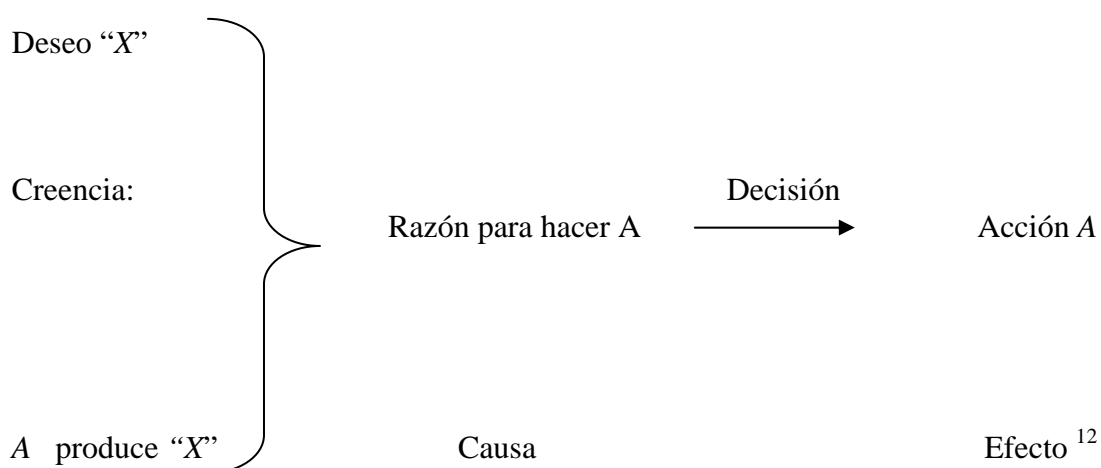 Deseo “X”
Creencia:
Decisión
Razón para hacer A
Acción A
A produce “X”
Causa
Efecto 12